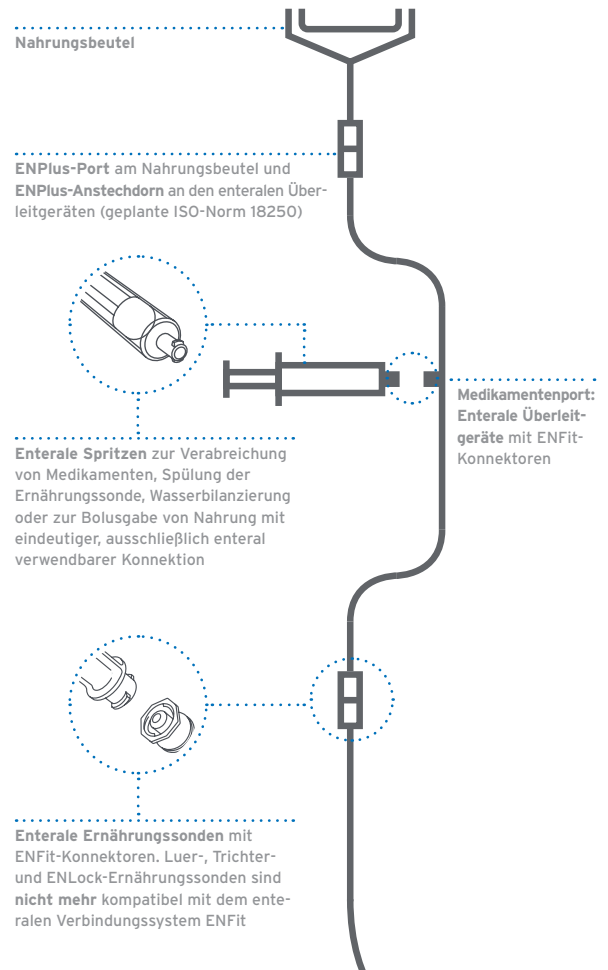 Nahrungsbeutel
ENPlus-Port am Nahrungsbeutel und
ENPlus-Anstechdorn an den enteralen Über-
leitgeräten (geplante ISO-Norm 18250)
Medikamentenport:
Enterale Überleit-
geräte mit ENFit-
Konnektoren
Enterale Spritzen zur Verabreichung
von Medikamenten, Spülung der
Ernährungssonde, Wasserbilanzierung
oder zur Bolusgabe von Nahrung mit
eindeutiger, ausschließlich enteral
verwendbarer Konnektion
Enterale Ernährungssonden mit
ENFit-Konnektoren. Luer-, Trichter-
und ENLock-Ernährungssonden sind
nicht mehr kompatibel mit dem ente-
ralen Verbindungssystem ENFit